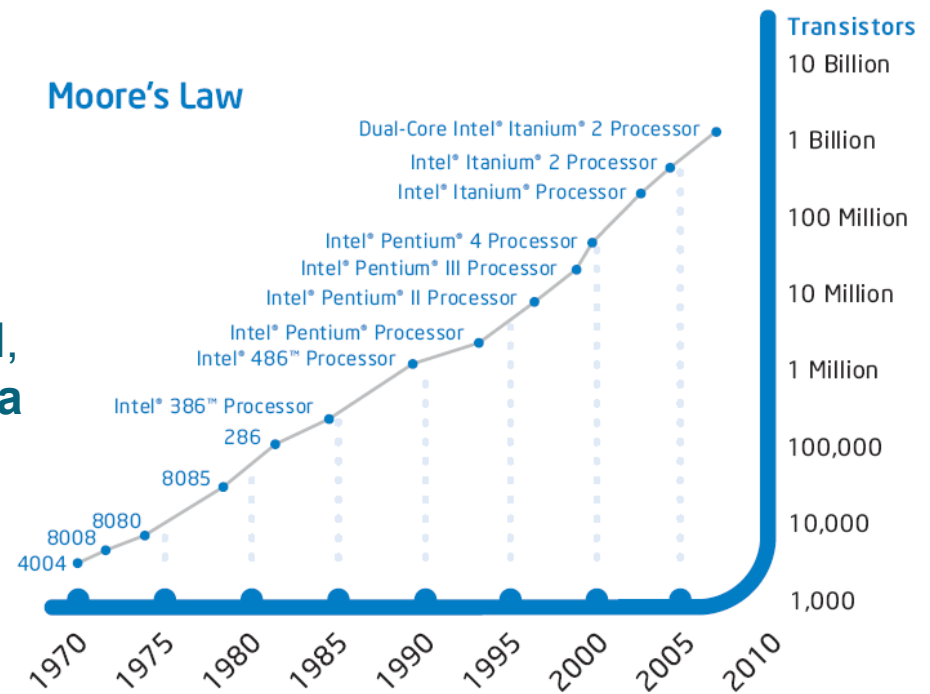 Transistors
10 Billion
Moore's Law
Dual-Core Intel® Itanium® 2 Processor
1 Billion
Intel® Itanium® 2 Processor
Intel® Itanium® Processor
100 Million
Intel® Pentium® 4 Processor
Intel® Pentium® III Processor
10 Million
Intel® Pentium® II Processor
Intel® Pentium® Processor
Intel® 486™ Processor
1 Million
a
Intel® 386™ Processor
286
100,000
8085
8080
10,000
8008
4004
1,000
1970
1975
1980
1985
1990
1995
2000
2005
2010